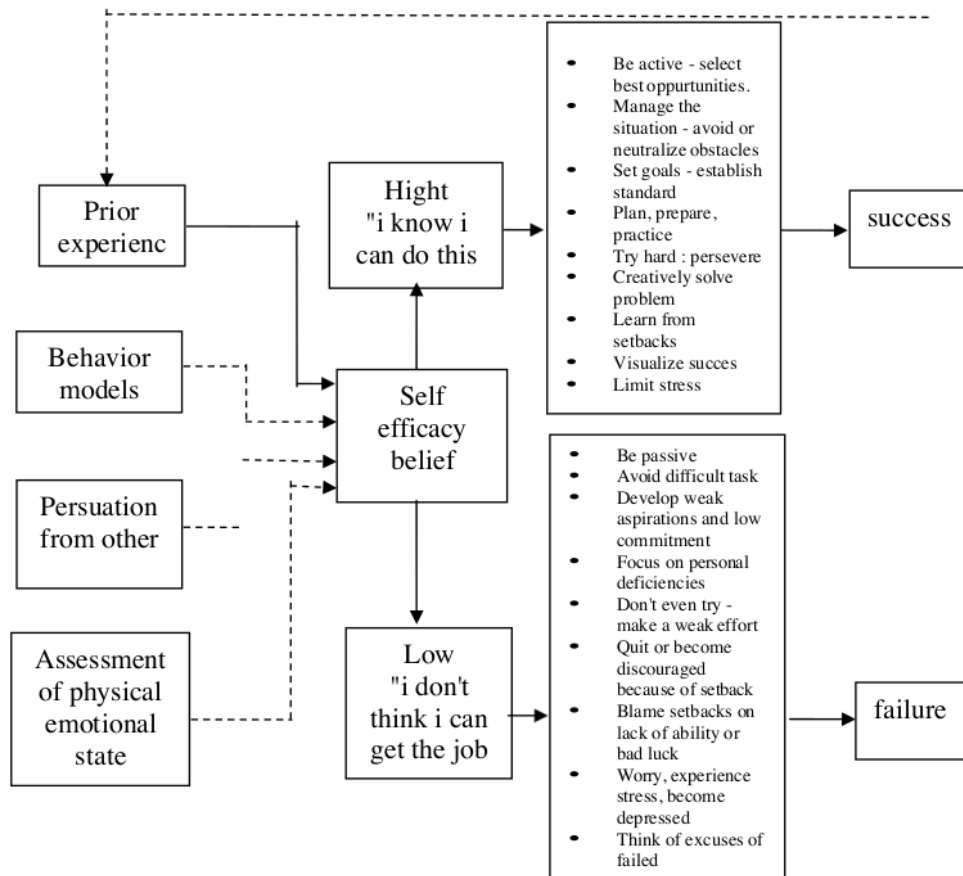 Prior
experienc
Behavior
models
Persuation
from other
Assessment
of physical
emotional
state
Hight
"i know i
can do this
Self
efficacy
belief
Low
"i don't
think i can
get the job
• Be active - select
best oppurtunities.
• Manage the
situation - avoid or
neutralize obstacles
• Set goals - establish
standard
• Plan, prepare,
practice
• Try hard : persevere
• Creatively solve
problem
• Learn from
setbacks
• Visualize succes
• Limit stress
• Be passive
• Avoid difficult task
• Develop weak
aspirations and low
commitment
• Focus on personal
deficiencies
• Don't even try -
make a weak effort
• Quit or become
discouraged
because of setback
• Blame setbacks on
lack of ability or
bad luck
• Worry, experience
stress, become
depressed
• Think of excuses of
failed
success
failure